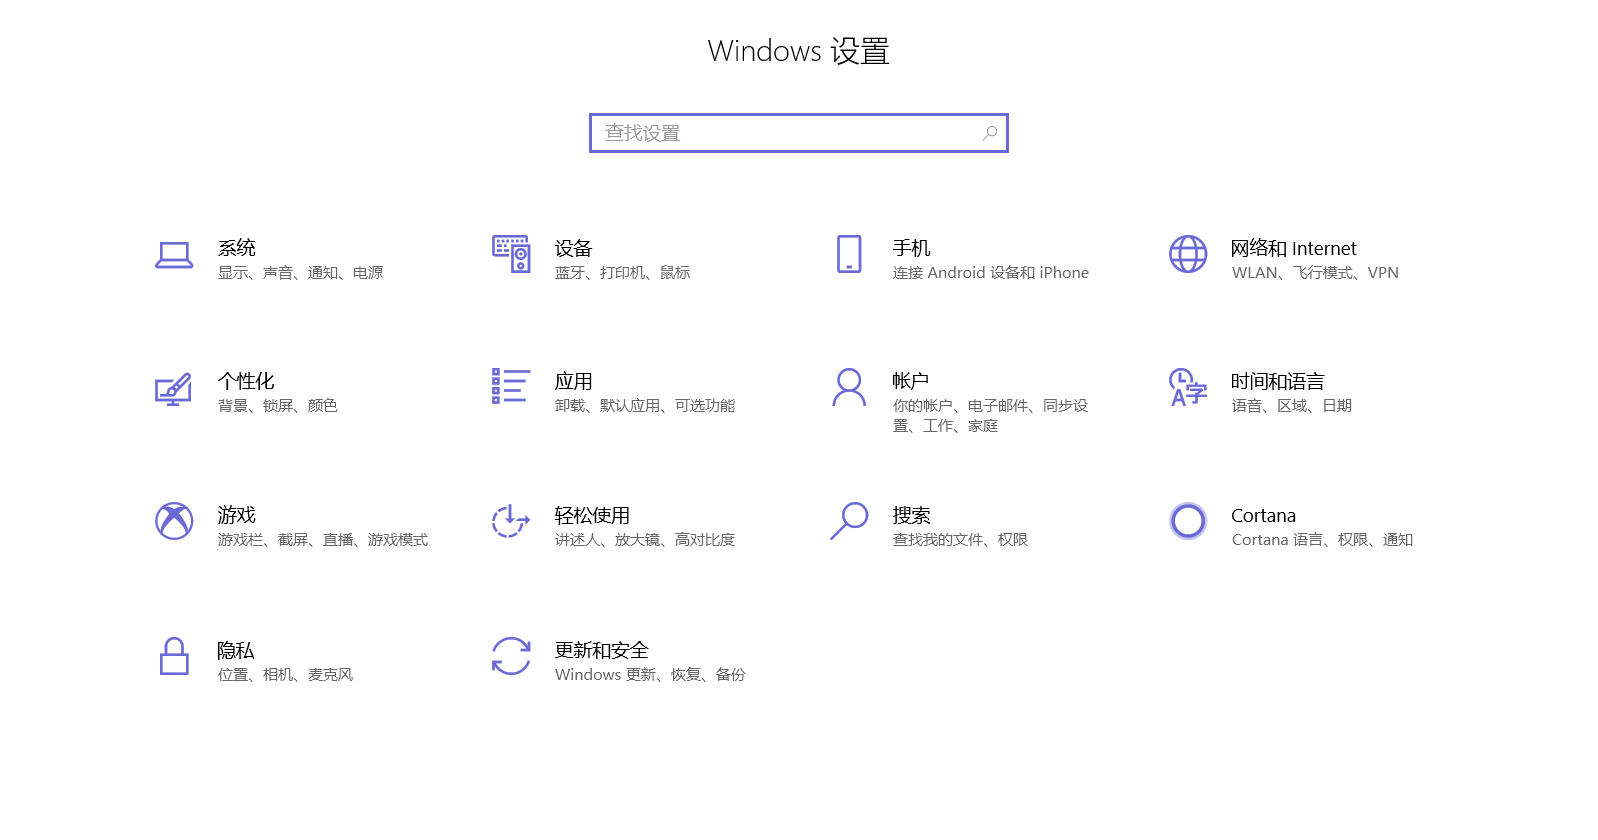 Windows 设置
查找设置
系统
显示、声音、通知、电源
设备
蓝牙、打印机、鼠标
手机
连接 Android 设备和 iPhone
网络和 Internet
WLAN、飞行模式、VPN
个性化
背景、锁屏、颜色
应用
卸载、默认应用、可选功能
帐户
你的帐户、电子邮件、同步设
置、工作、家庭
时间和语言
语音、区域、日期
游戏
游戏栏、截屏、直播、游戏模式
轻松使用
讲述人、放大镜、高对比度
搜索
查找我的文件、权限
Cortana
Cortana 语言、权限、通知
隐私
位置、相机、麦克风
更新和安全
Windows 更新、恢复、备份